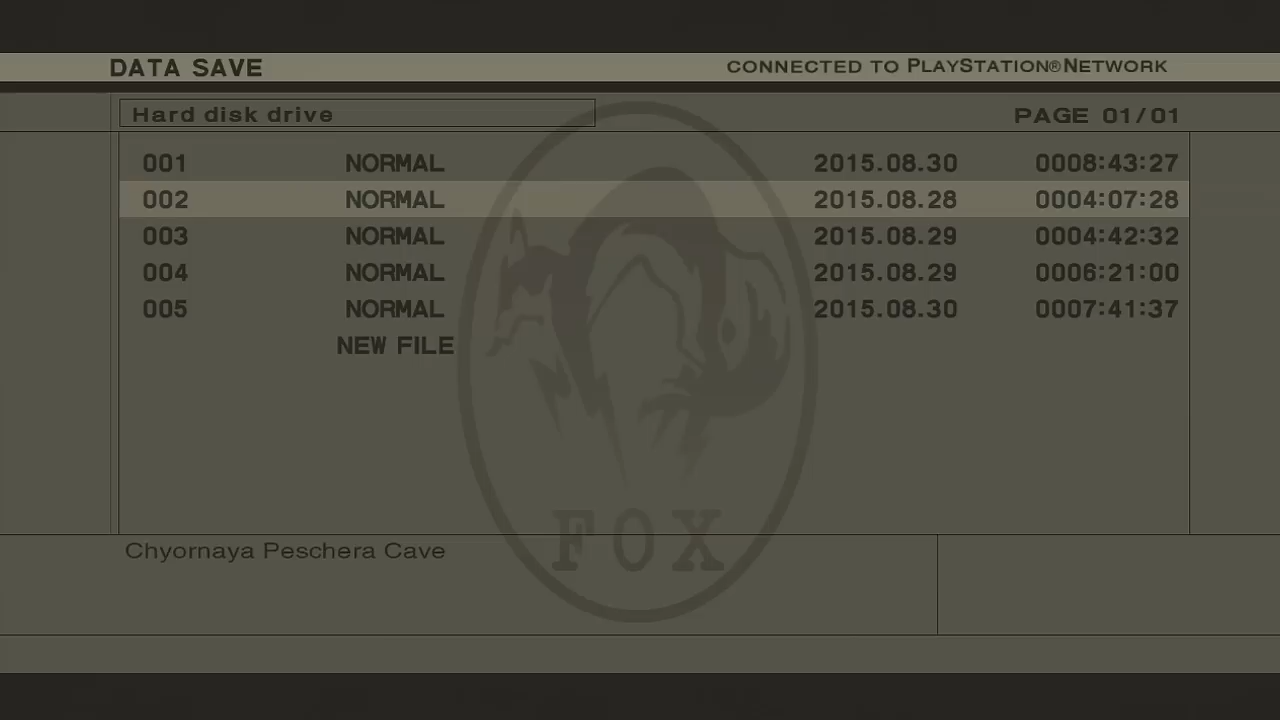 DATA SAVE CONNECTED TO PLAYSTATION®NETWORK
Hard disk drive PAGE 01/01
001 NORMAL 2015.08.30 0008:43:27
002 NORMAL 2015.08.28 0004:07:28
003 NORMAL 2015.08.29 0004:42:32
004 NORMAL 2015.08.29 0006:21:00
005 NORMAL 2015.08.30 0007:41:37
NEW FILE
FOX
Chyornaya Peschera Cave